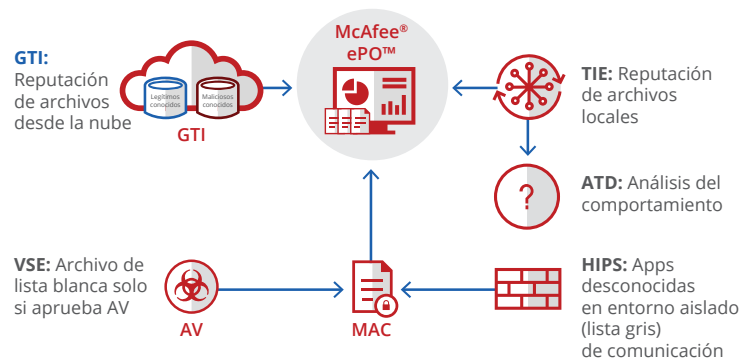 McAfee®
ePO™
GTI:
Reputación
de archivos
desde la nube
Legítimos
conocidos
Maliciosos
conocidos
GTI
TIE: Reputación
de archivos
locales
ATD: Análisis del
comportamiento
?
VSE: Archivo de
lista blanca solo
si aprueba AV
AV
MAC
HIPS: Apps
desconocidas
en entorno aislado
(lista gris)
de comunicación